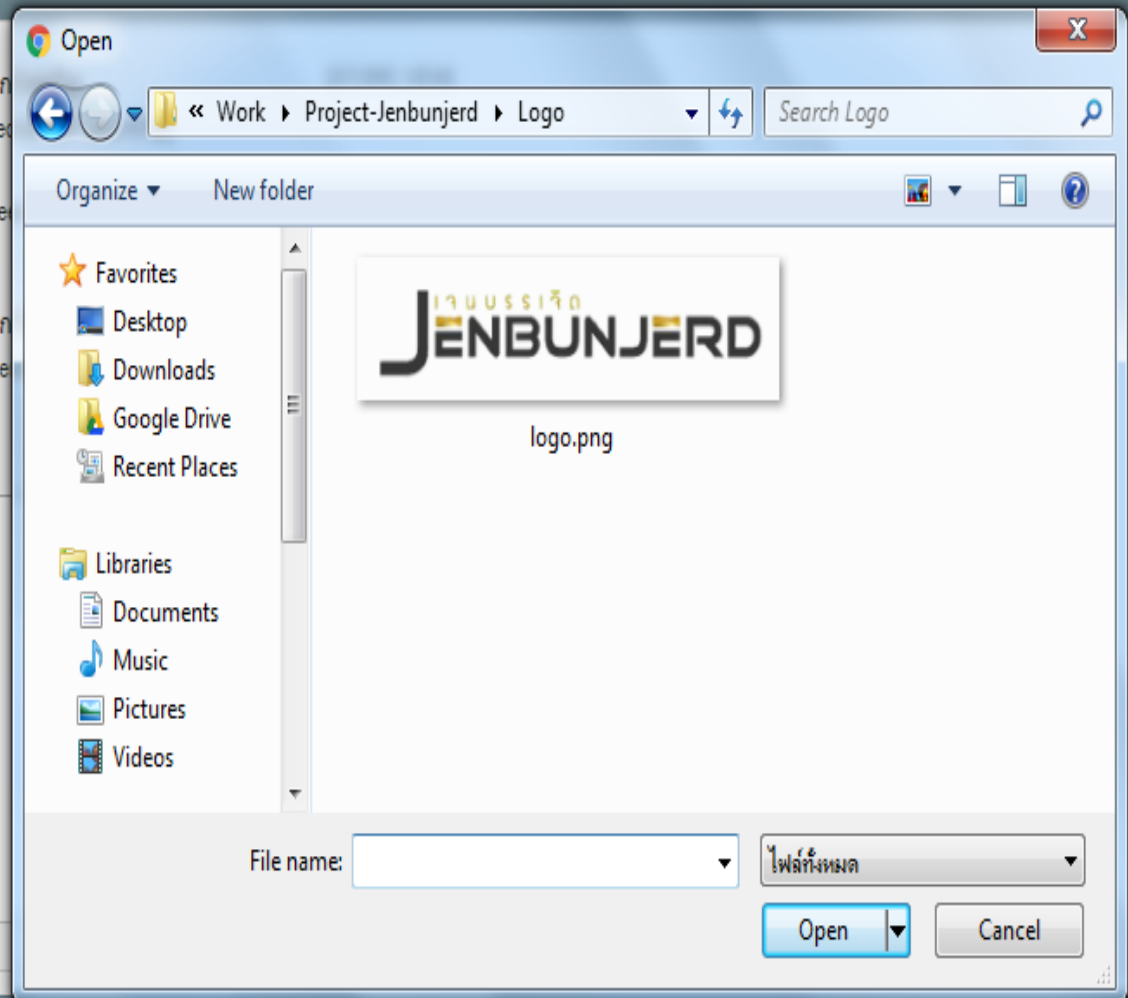 Open
« Work Project-Jenbunjerd Logo
Search Logo
Organize
New folder
Favorites
Desktop
Downloads
Google Drive
Recent Places
Libraries
Documents
Music
Pictures
Videos
เจนบรรเจิด
JENBUNJERD
logo.png
File name:
ไฟล์ทั้งหมด
Open
Cancel